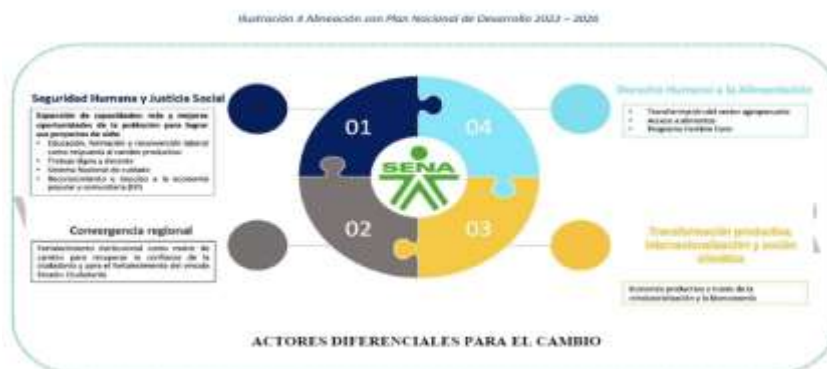 Ilustración 4 Alineación con Plan Nacional de Desarrollo 2022 – 2026
Seguridad Humana y Justicia Social
Expansión de capacidades: más y mejores
oportunidades de la población para lograr
sus proyectos de vida:
• Educación, formación y reconversión laboral
como respuesta al cambio productivo
• Trabajo digno y decente
• Sistema Nacional de cuidado
• Reconocimiento e impulso a la economía
popular y comunitaria (EP)
01
04
SENA
02
03
Derecho Humano a la Alimentación
• Transformación del sector agropecuario
• Acceso a alimentos
• Programa Hambre Cero
Convergencia regional
Fortalecimiento institucional como motor de
cambio para recuperar la confianza de la
ciudadanía y para el fortalecimiento del vínculo
Estado Ciudadanía
Transformación productiva,
internacionalización y acción
climática
Economía productiva a través de la
reindustrialización y la bioeconomía
ACTORES DIFERENCIALES PARA EL CAMBIO